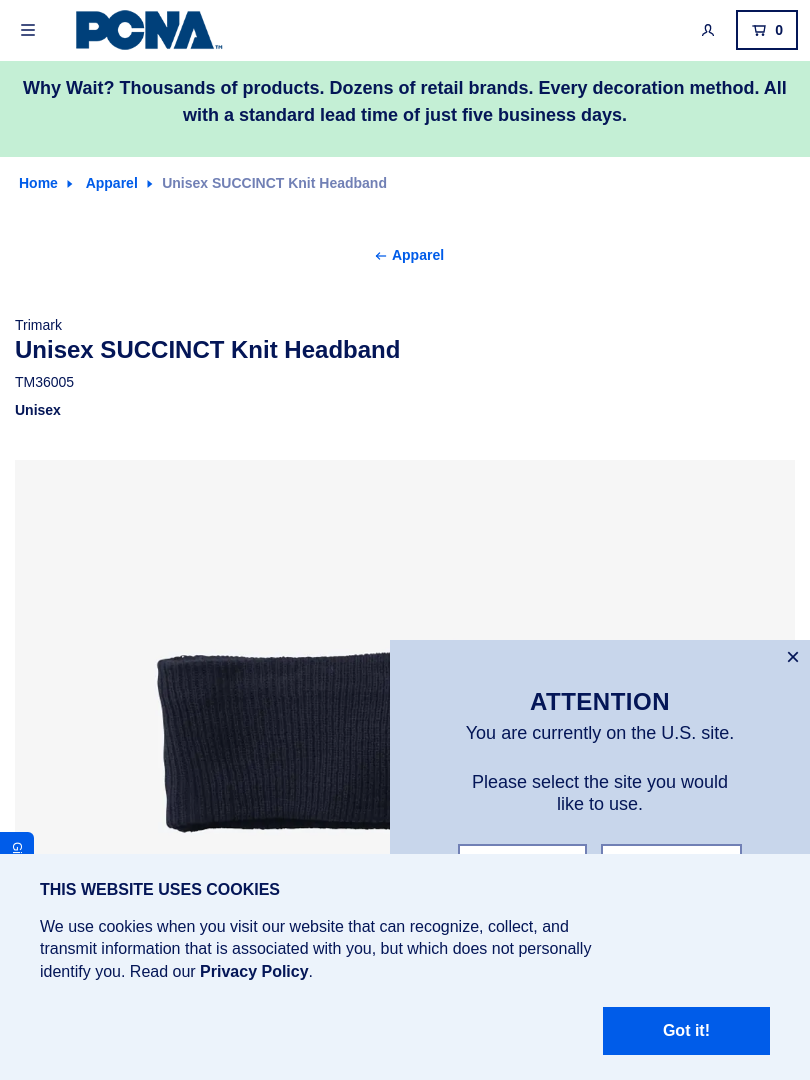 PCNA™
0
Why Wait? Thousands of products. Dozens of retail brands. Every decoration method. All
with a standard lead time of just five business days.
Home Apparel Unisex SUCCINCT Knit Headband
Apparel
Trimark
Unisex SUCCINCT Knit Headband
TM36005
Unisex
ATTENTION
You are currently on the U.S. site.
Please select the site you would
like to use.
THIS WEBSITE USES COOKIES
We use cookies when you visit our website that can recognize, collect, and
transmit information that is associated with you, but which does not personally
identify you. Read our Privacy Policy.
Got it!